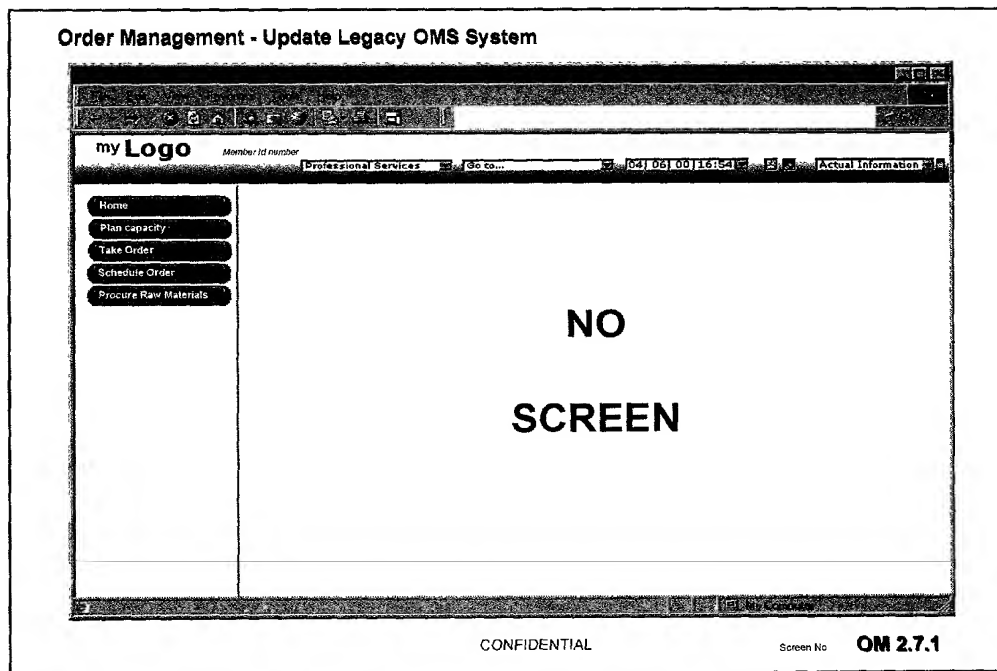 Order Management - Update Legacy OMS System
my Logo
Member Id number
Professional Services Go to... 04| 06| 00|16:54 Actual Information
Home
Plan capacity
Take Order
Schedule Order
Procure Raw Materials
NO
SCREEN
My Computer
CONFIDENTIAL
Screen No OM 2.7.1